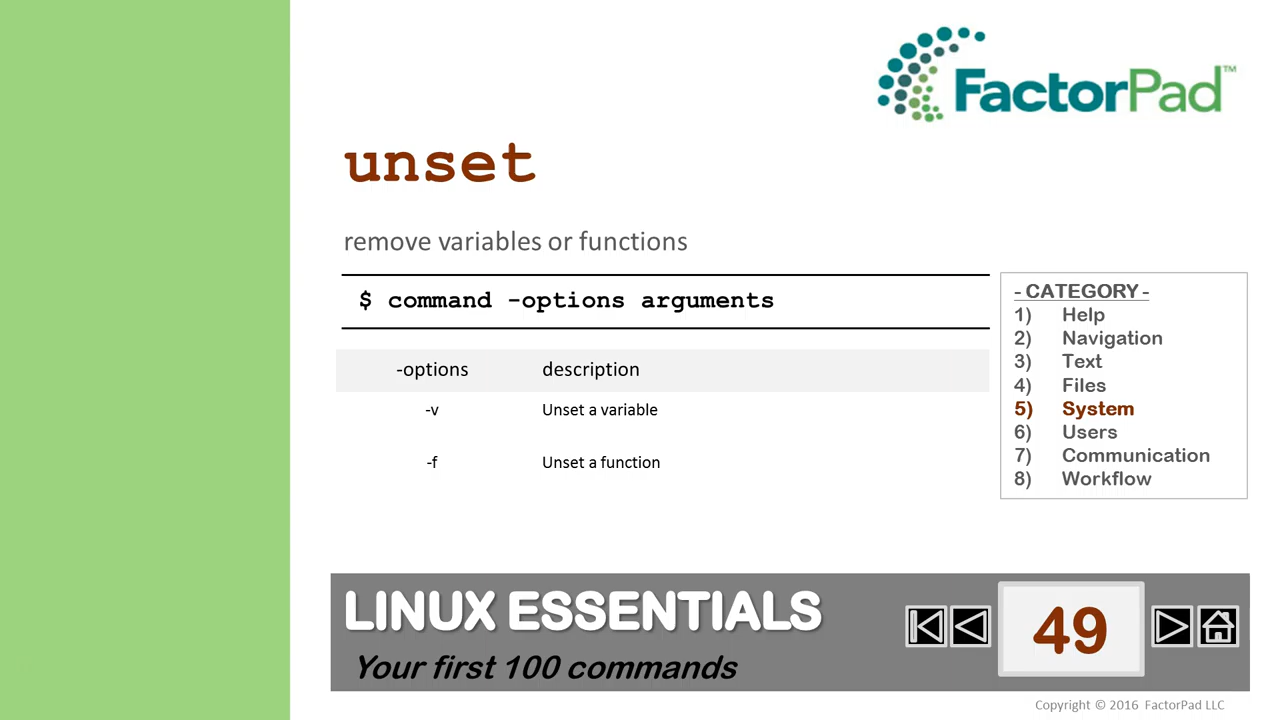 FactorPad™
unset
remove variables or functions
$ command -options arguments
-options description
-v Unset a variable
-f Unset a function
- CATEGORY -
1) Help
2) Navigation
3) Text
4) Files
5) System
6) Users
7) Communication
8) Workflow
LINUX ESSENTIALS
Your first 100 commands
49
Copyright © 2016 FactorPad LLC